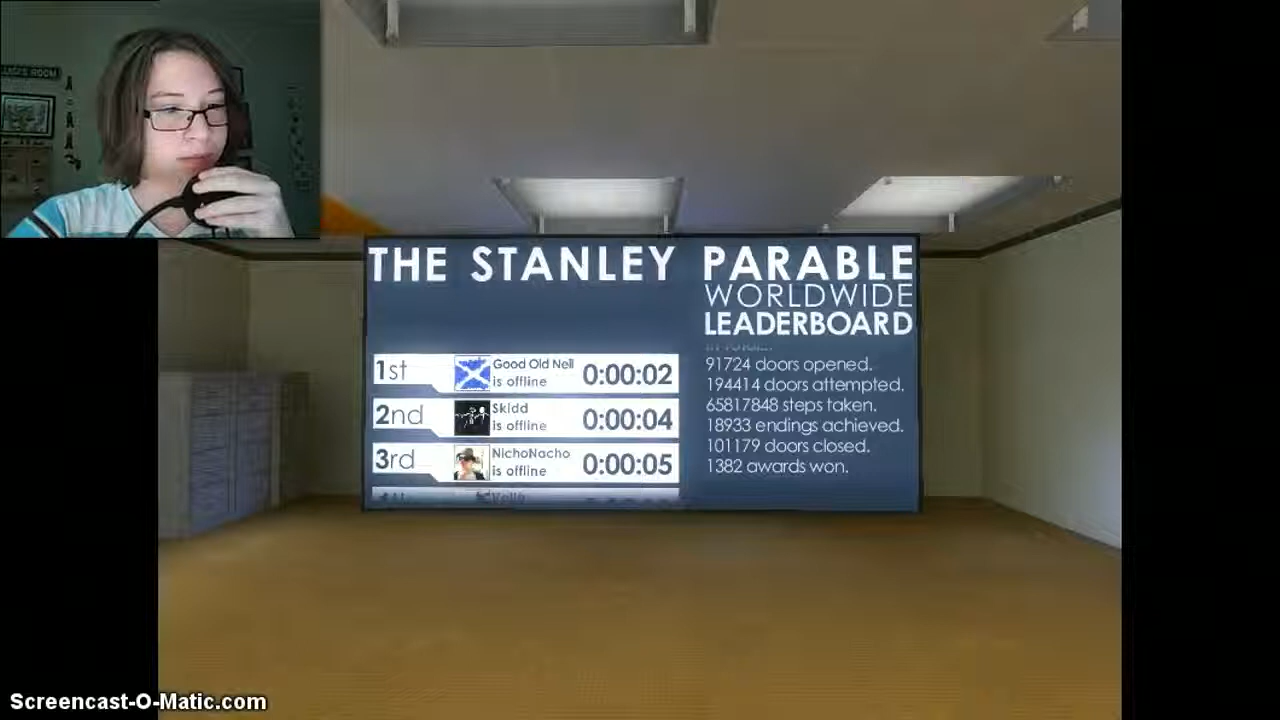 THE STANLEY PARABLE
WORLDWIDE
LEADERBOARD
1st Good Old Neil 0:00:02
is offline
2nd Skidd 0:00:04
is offline
3rd NichoNacho 0:00:05
is offline
91724 doors opened.
194414 doors attempted.
65817848 steps taken.
18933 endings achieved.
101179 doors closed.
1382 awards won.
Screencast-O-Matic.com